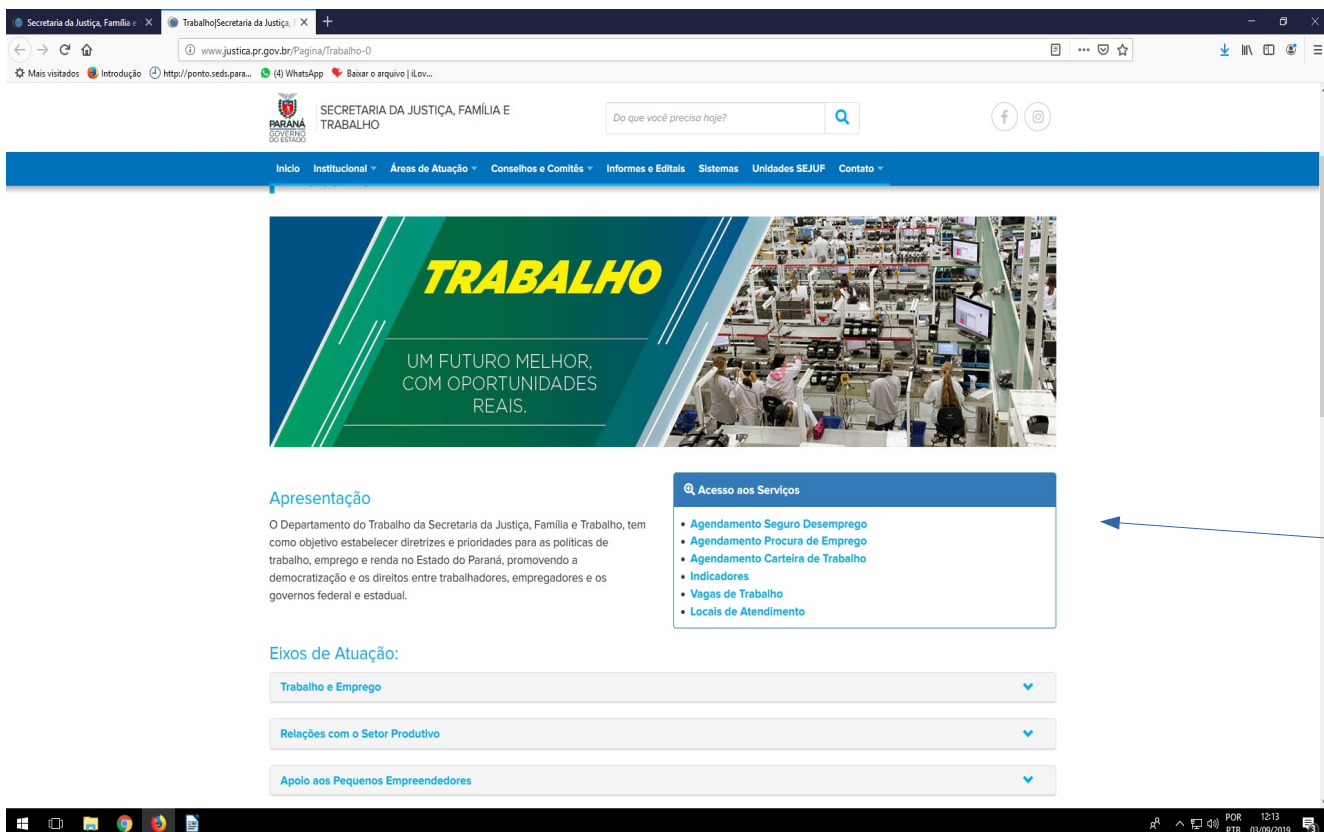 Secretaria da Justiça, Família e
Trabalho|Secretaria da Justiça,
www.justica.pr.gov.br/Pagina/Trabalho-0
Mais visitados Introdução http://ponto.seds.para... (4) WhatsApp Baixar o arquivo | iLov...
PARANÁ
GOVERNO
DO ESTADO
SECRETARIA DA JUSTIÇA, FAMÍLIA E
TRABALHO
Do que você precisa hoje?
Inicio Institucional Áreas de Atuação Conselhos e Comitês Informes e Editais Sistemas Unidades SEJUF Contato
TRABALHO
UM FUTURO MELHOR,
COM OPORTUNIDADES
REAIS.
Apresentação
O Departamento do Trabalho da Secretaria da Justiça, Família e Trabalho, tem
como objetivo estabelecer diretrizes e prioridades para as políticas de
trabalho, emprego e renda no Estado do Paraná, promovendo a
democratização e os direitos entre trabalhadores, empregadores e os
governos federal e estadual.
Acesso aos Serviços
• Agendamento Seguro Desemprego
• Agendamento Procura de Emprego
• Agendamento Carteira de Trabalho
• Indicadores
• Vagas de Trabalho
• Locais de Atendimento
Eixos de Atuação:
Trabalho e Emprego
Relações com o Setor Produtivo
Apoio aos Pequenos Empreendedores
POR 12:13
PTB 03/09/2019
3